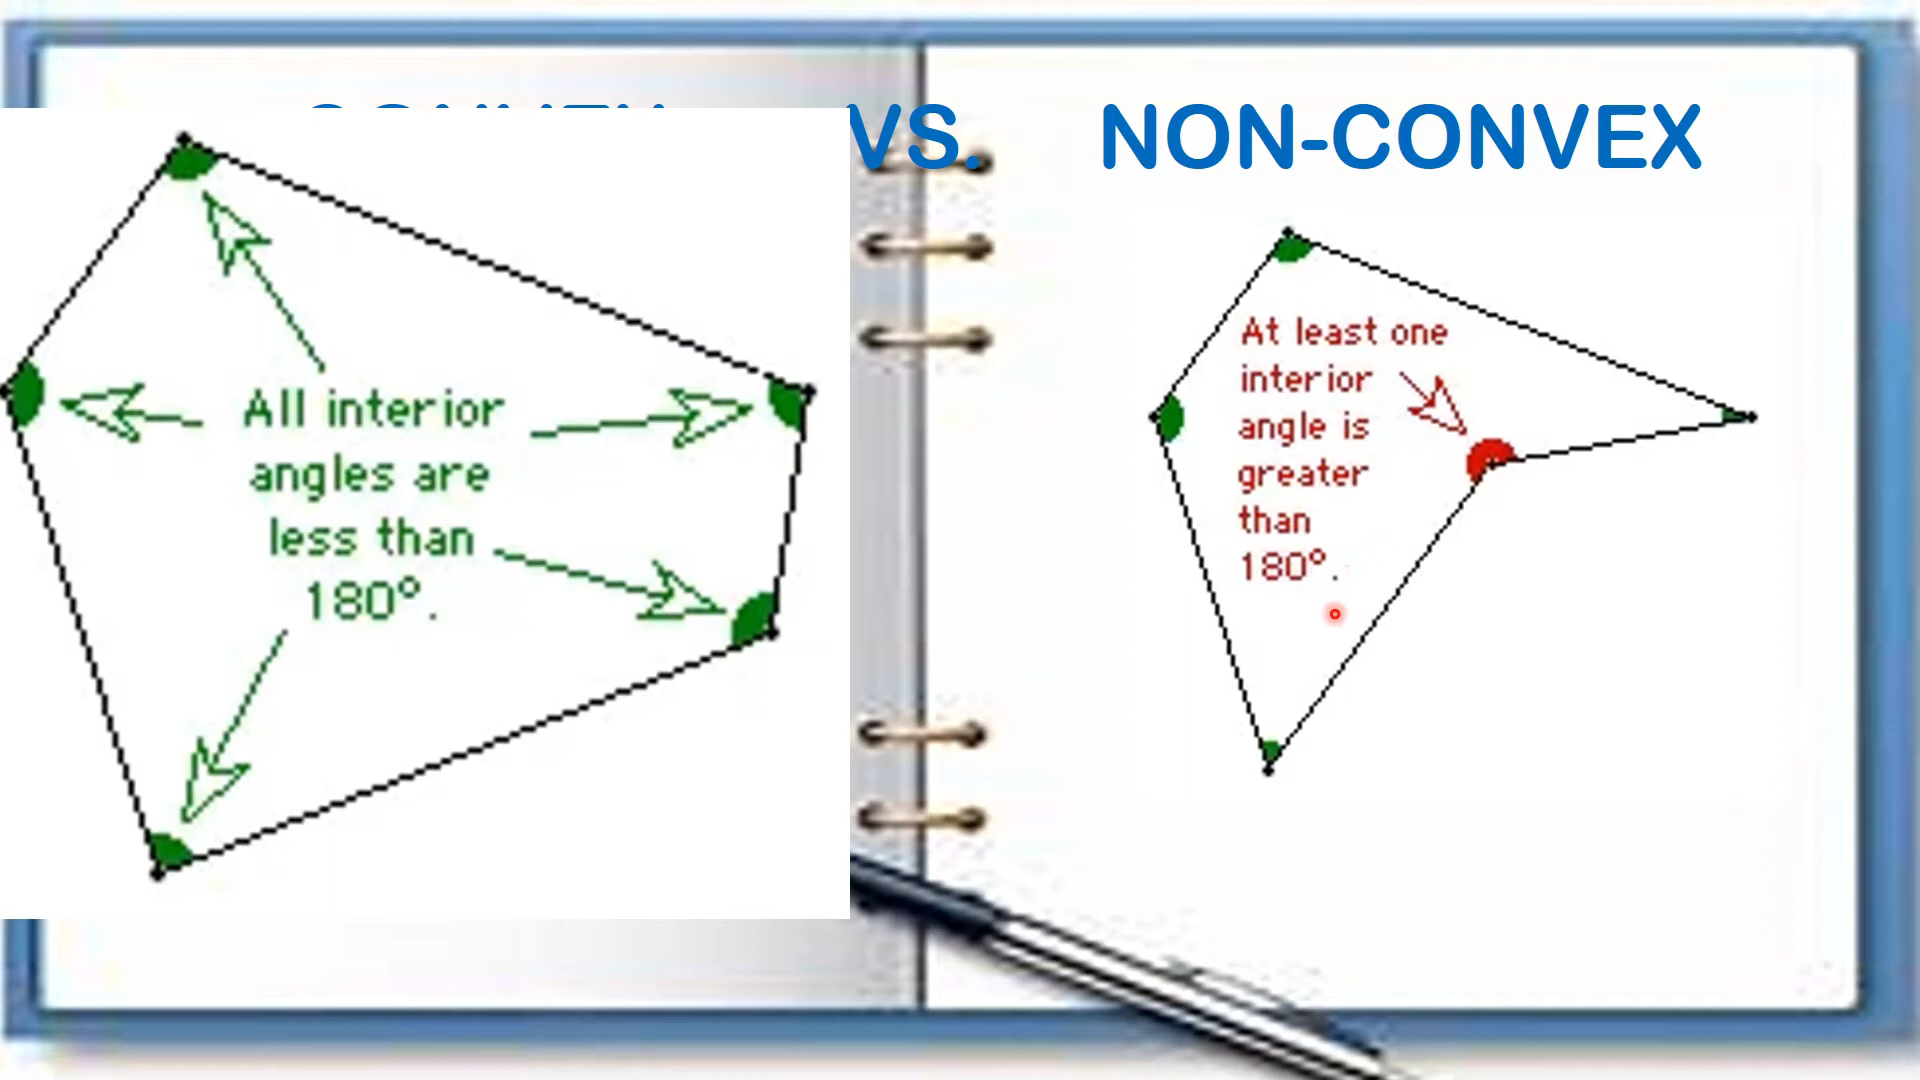 VS. NON-CONVEX
All interior
angles are
less than
180°.
At least one
interior
angle is
greater
than
180°.